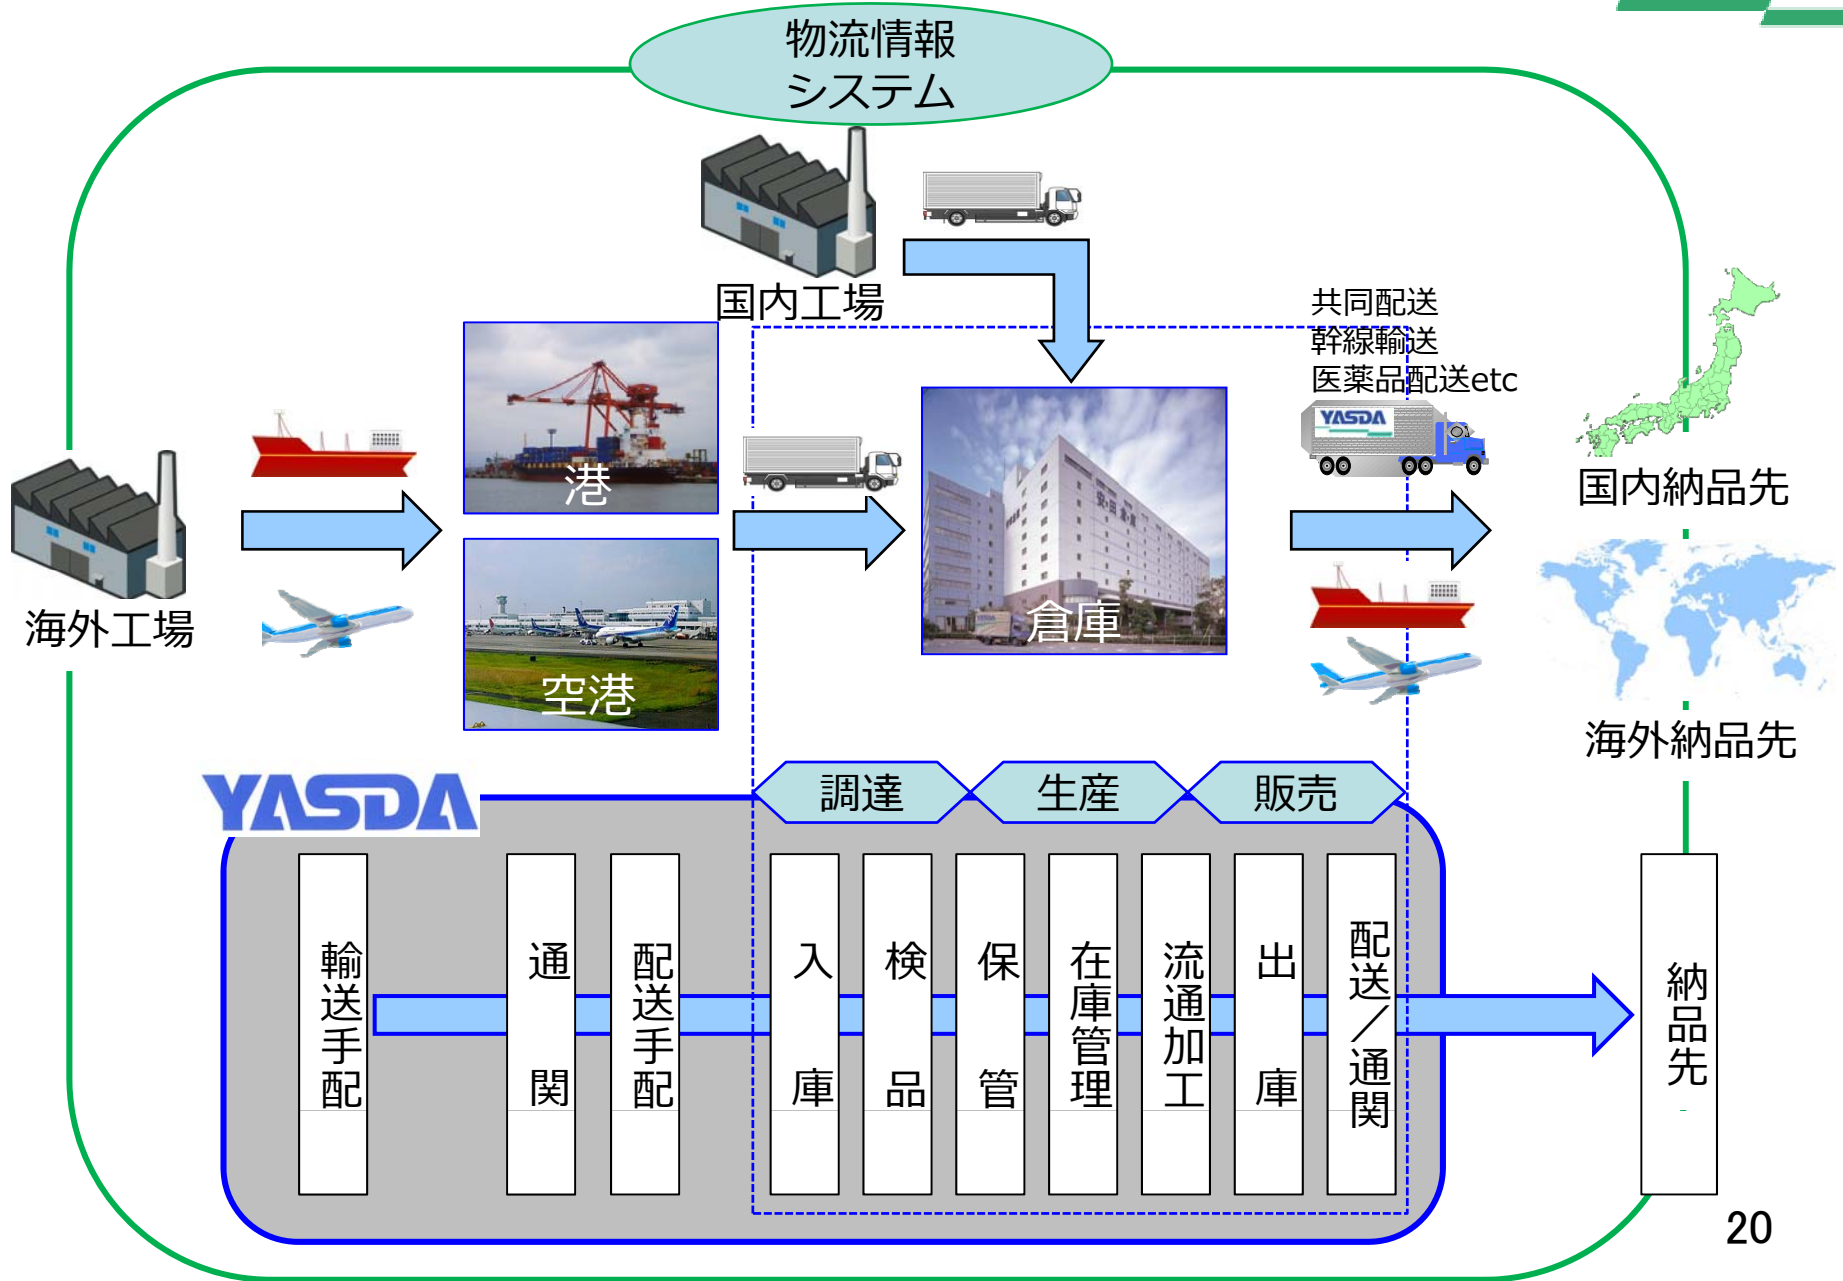 物流情報
システム
国内工場
共同配送
幹線輸送
医薬品配送etc
YASDA
港
安田倉庫
国内納品先
海外工場
倉庫
空港
海外納品先
YASDA
調達
生産
販売
輸送手配
通関
配送手配
入庫
検品
保管
在庫管理
流通加工
出庫
配送／通関
納品先
20